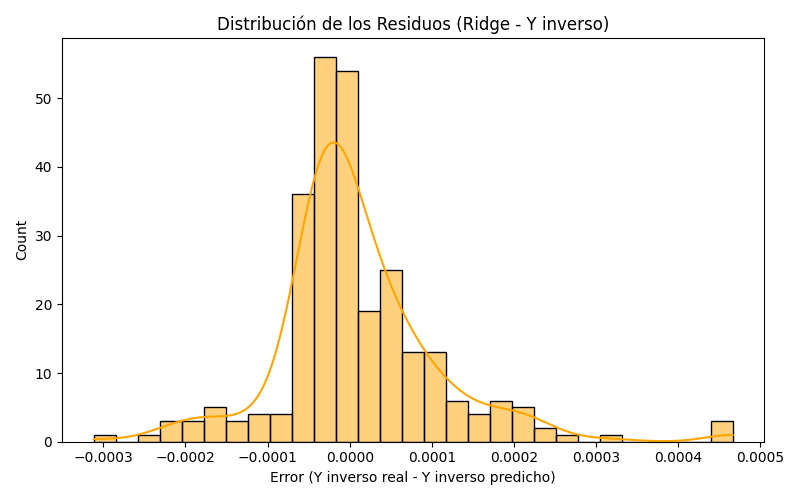 Distribución de los Residuos (Ridge - Y inverso)
Count
50
40
30
20
10
0
−0.0003 −0.0002 −0.0001 0.0000 0.0001 0.0002 0.0003 0.0004 0.0005
Error (Y inverso real - Y inverso predicho)